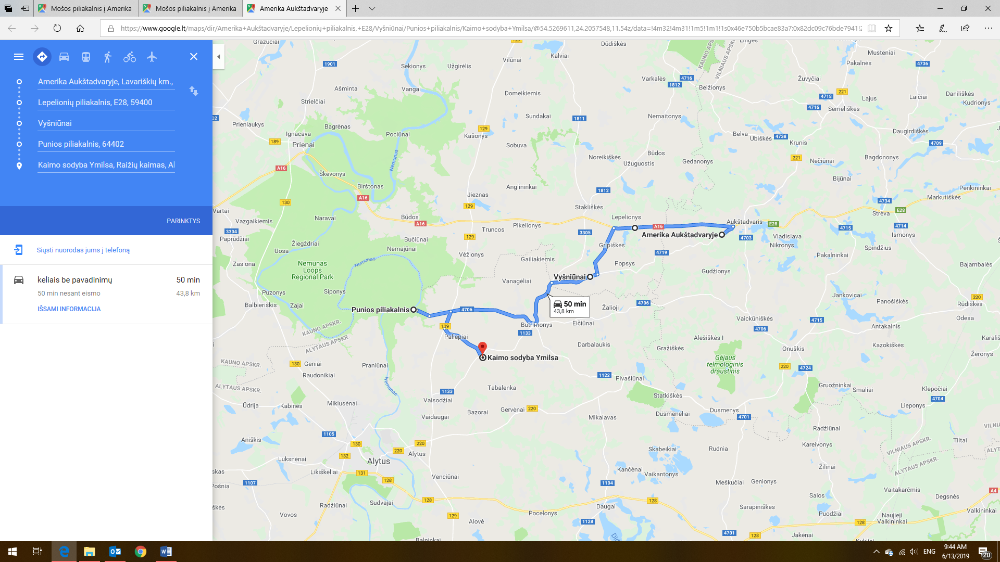 Mošos piliakalnis į Amerika
Mošos piliakalnis į Amerika
Amerika Aukštadvaryje
https://www.google.lt/maps/dir/Amerika+Aukštadvaryje/Lepelionių+piliakalnis,+E28/Vyšniūnai/Punios+piliakalnis/Kaimo+sodyba+Ymilsa/@54.5269611,24.2057548,11.54z/data=!4m32!4m31!1m5!1m1!1s0x46e750b5bcae83a7:0x82dc09c76bde7941!2
Amerika Aukštadvaryje, Lavariškių km.,
Lepelionių piliakalnis, E28, 59400
Vyšniūnai
Punios piliakalnis, 64402
Kaimo sodyba Ymilsa, Raižių kaimas, Al
PARINKTYS
Siųsti nuorodas jums į telefoną
keliais be pavadinimų 50 min
50 min nesant eismo 43,8 km
IŠSAMI INFORMACIJA
Gražučiai
Dūdiškės
Linges
Musteniai
Kalviai
Vilūnai
Užgirėlis
Sekionys
1901
Pakalnės
4736
KAUNO APSKR.
VILNIAUS APSKR.
4716
Varkalės
1812
Beižionys
Žuvyčiai
Ašminta
Vangai
Domeikiemis
221
Daniliškės
4718
Lajus
Laičiai
Strielčiai
Kudrionys
4716
Semeliškės
Sundakai
Nemaitonys
1811
Prienlaukys
Bagrėnas
129
Ignacava
Pociūnai
Kašonys
Belva
Ubiškės
4738
Daugirdiškės
189
Prienai
Sobuva
Krunis
4709
Noreikiškės
Būdos
Užuguostis
Gedanonys
221
Nečiūnai
Bagdononys
Nemunas
A16
Škėvonys
Bijūnai
Birštonas
Anglininkai
1812
Penkininkai
Jieznas
Markutiškės
A16
130
129
4734
Stakliškės
Strėva
E28
Vartai
Vazgaikiemis
Naravai
Būdos
A16
Lepelionys
Aukštadvaris
E28
Truncos
Pikelionys
3304
3305
A16
Amerika Aukštadvaryje
4703
Vladislava
4715
4714
Ismonys
Paprūdžiai
Bučiūnai
129
Žiegždriai
Nemajūnai
Gripiškės
Nikronys
Spindžius
Uosa
Vėžionys
4719
Pakalninkai
Zaslona
Nemunas
Gailiakiemis
Popsys
Bajambalės
Nemunas
Loops
Regional Park
Gudžionys
Vyšniūnai
Vanagėliai
Siponys
Puzonys
50 min
43,8 km
Jankovicai
220
Balbieriškis
Zajai
Žalioji
4706
Panošiškės
Rūdiškės
Punios piliakalnis
4706
Vaickūniškės
4715
Odesa
KAUNO APSKR.
129
Butrimonys
Eičiūnai
4706
Antakalnis
1133
ALYTAUS APSKR.
Paliepiai
Alešiškės I
Karališ
Darbalaukis
Gražiškės
Onuškis
Kazokiškės
Kaimo sodyba Ymilsa
Žėronys
KAUNO APSKR.
130
Geniai
Praniūnai
Gėjaus
telmologinis
draustinis
220
4724
Raudonikiai
1122
Pivašiūnai
Nemunas
ALYTAUS APSKR.
1133
Tabalenka
Gruožninkai
Smaliai
Klepočiai
Statkiškės
4704
Ūdrija
Kabinės
Miklusėnai
Vaisodžiai
Lieponys
Bazorai
Gervėnai
220
Dusmenėliai
Dusmenys
Vaidaugai
Mikalavas
4701
Radžiūnai
VILNI
1105
Aniškis
130
220
VILNIAUS APSKR.
Tiltai
220
Skabeikiai
Rudnia
Kareivonys
132
Alytus
Alytus
Luksnėnai
ALYTAUS APSKR.
Žilinai
skas
Likiškėliai
131
128
Venciūnai
Kančėnai
Vaikantonys
1107
1104
Meškučiai
Genionys
Pošnia
Vaitakarčmis
A4
Salos
Degsnės
Radžiūnai
Sudvajai
128
128
Daugai
Sarapiniškės
Vovos
129
Pocelonys
Puodžiai
Valkininkai
Naujieji
Valkininkai
Alovė
1128
128
4701
128
Jakėnai
ENG
9:44 AM
6/13/2019
20